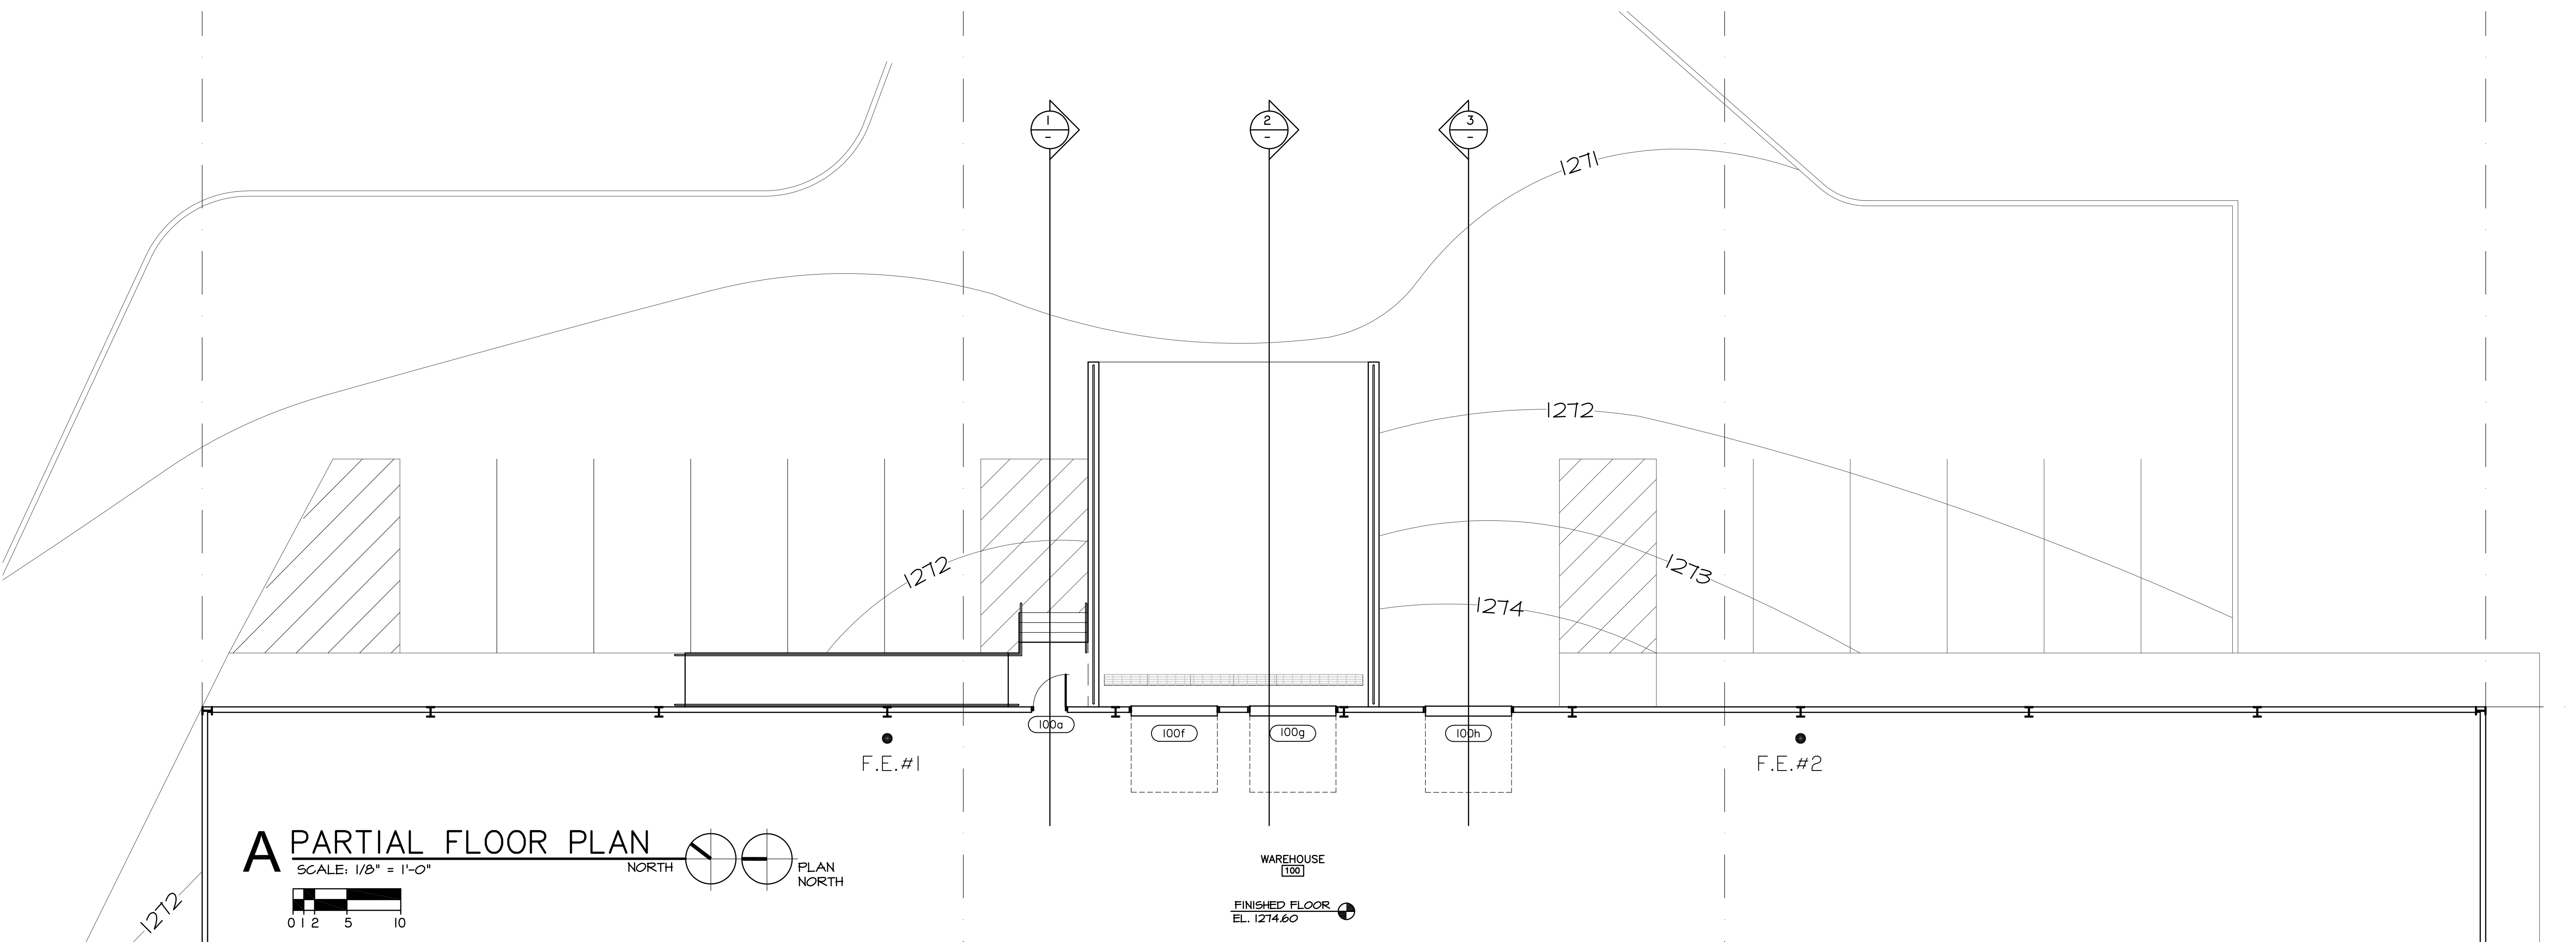 1
-
2
-
3
-
1271
1272
1272
1273
1274
100a
100f
100g
100h
F.E.#1
F.E.#2
A PARTIAL FLOOR PLAN
SCALE: 1/8" = 1'-0"
NORTH
PLAN
NORTH
0 1 2 5 10
1272
WAREHOUSE
100
FINISHED FLOOR
EL. 1274.60